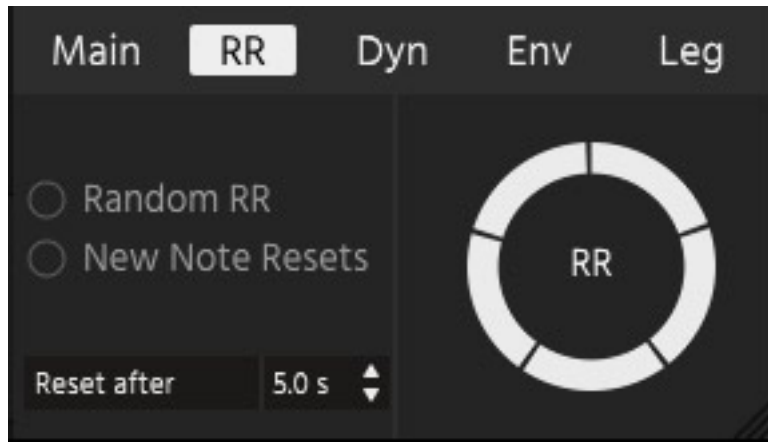 Main RR Dyn Env Leg
Random RR
New Note Resets
RR
Reset after 5.0 s